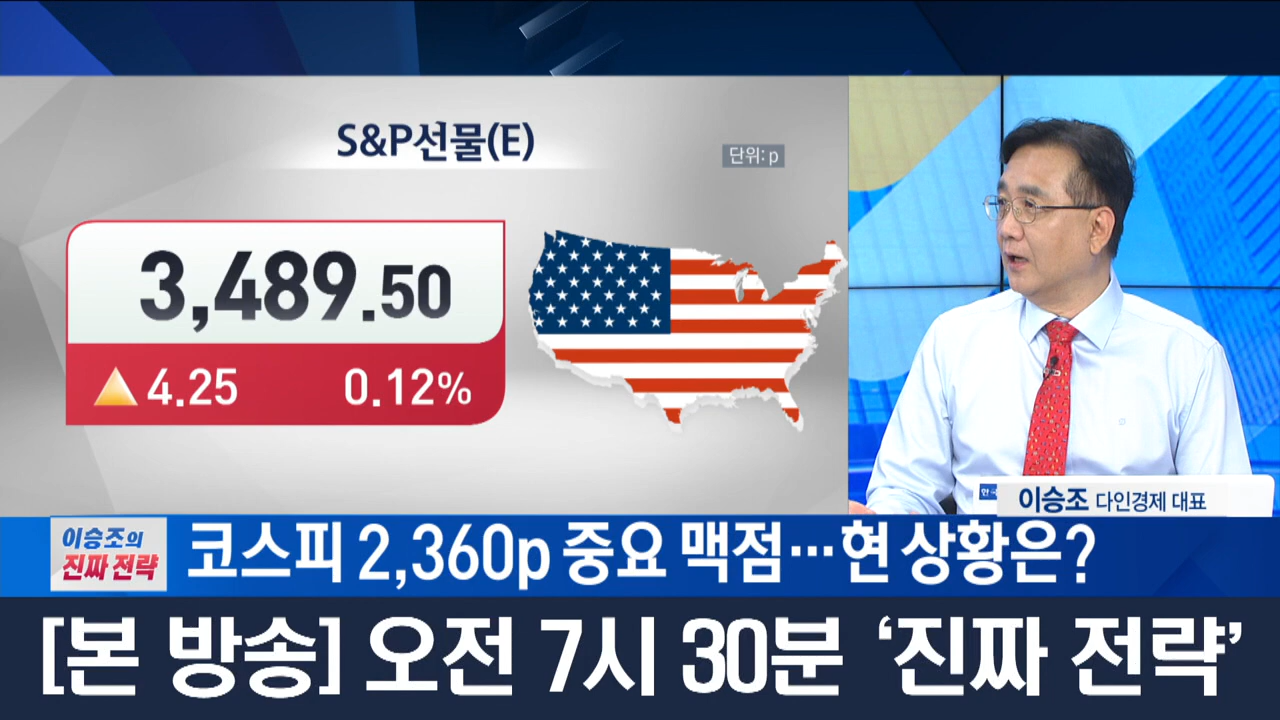 S&P선물(E)
단위:p
3,489.50
▲4.25 0.12%
한국
이승조 다인경제 대표
이승조의
진짜 전략
코스피 2,360p 중요 맥점…현 상황은?
[본 방송] 오전 7시 30분 ‘진짜 전략’